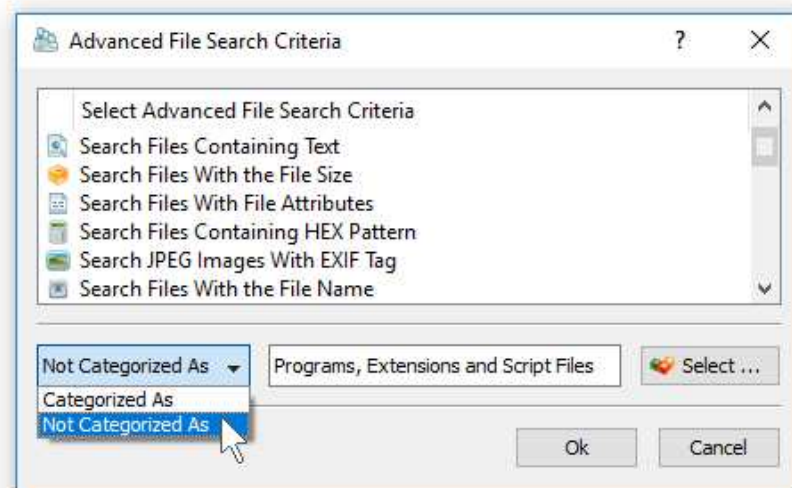 Advanced File Search Criteria
?
Select Advanced File Search Criteria
Search Files Containing Text
Search Files With the File Size
Search Files With File Attributes
Search Files Containing HEX Pattern
Search JPEG Images With EXIF Tag
Search Files With the File Name
Not Categorized As
Programs, Extensions and Script Files
Select ...
Categorized As
Not Categorized As
Ok
Cancel